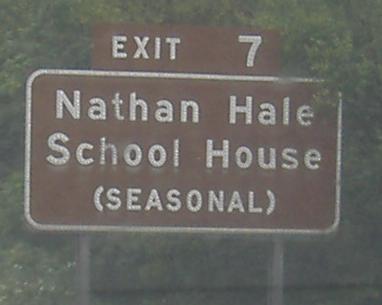 EXIT 7
Nathan Hale
School House
(SEASONAL)